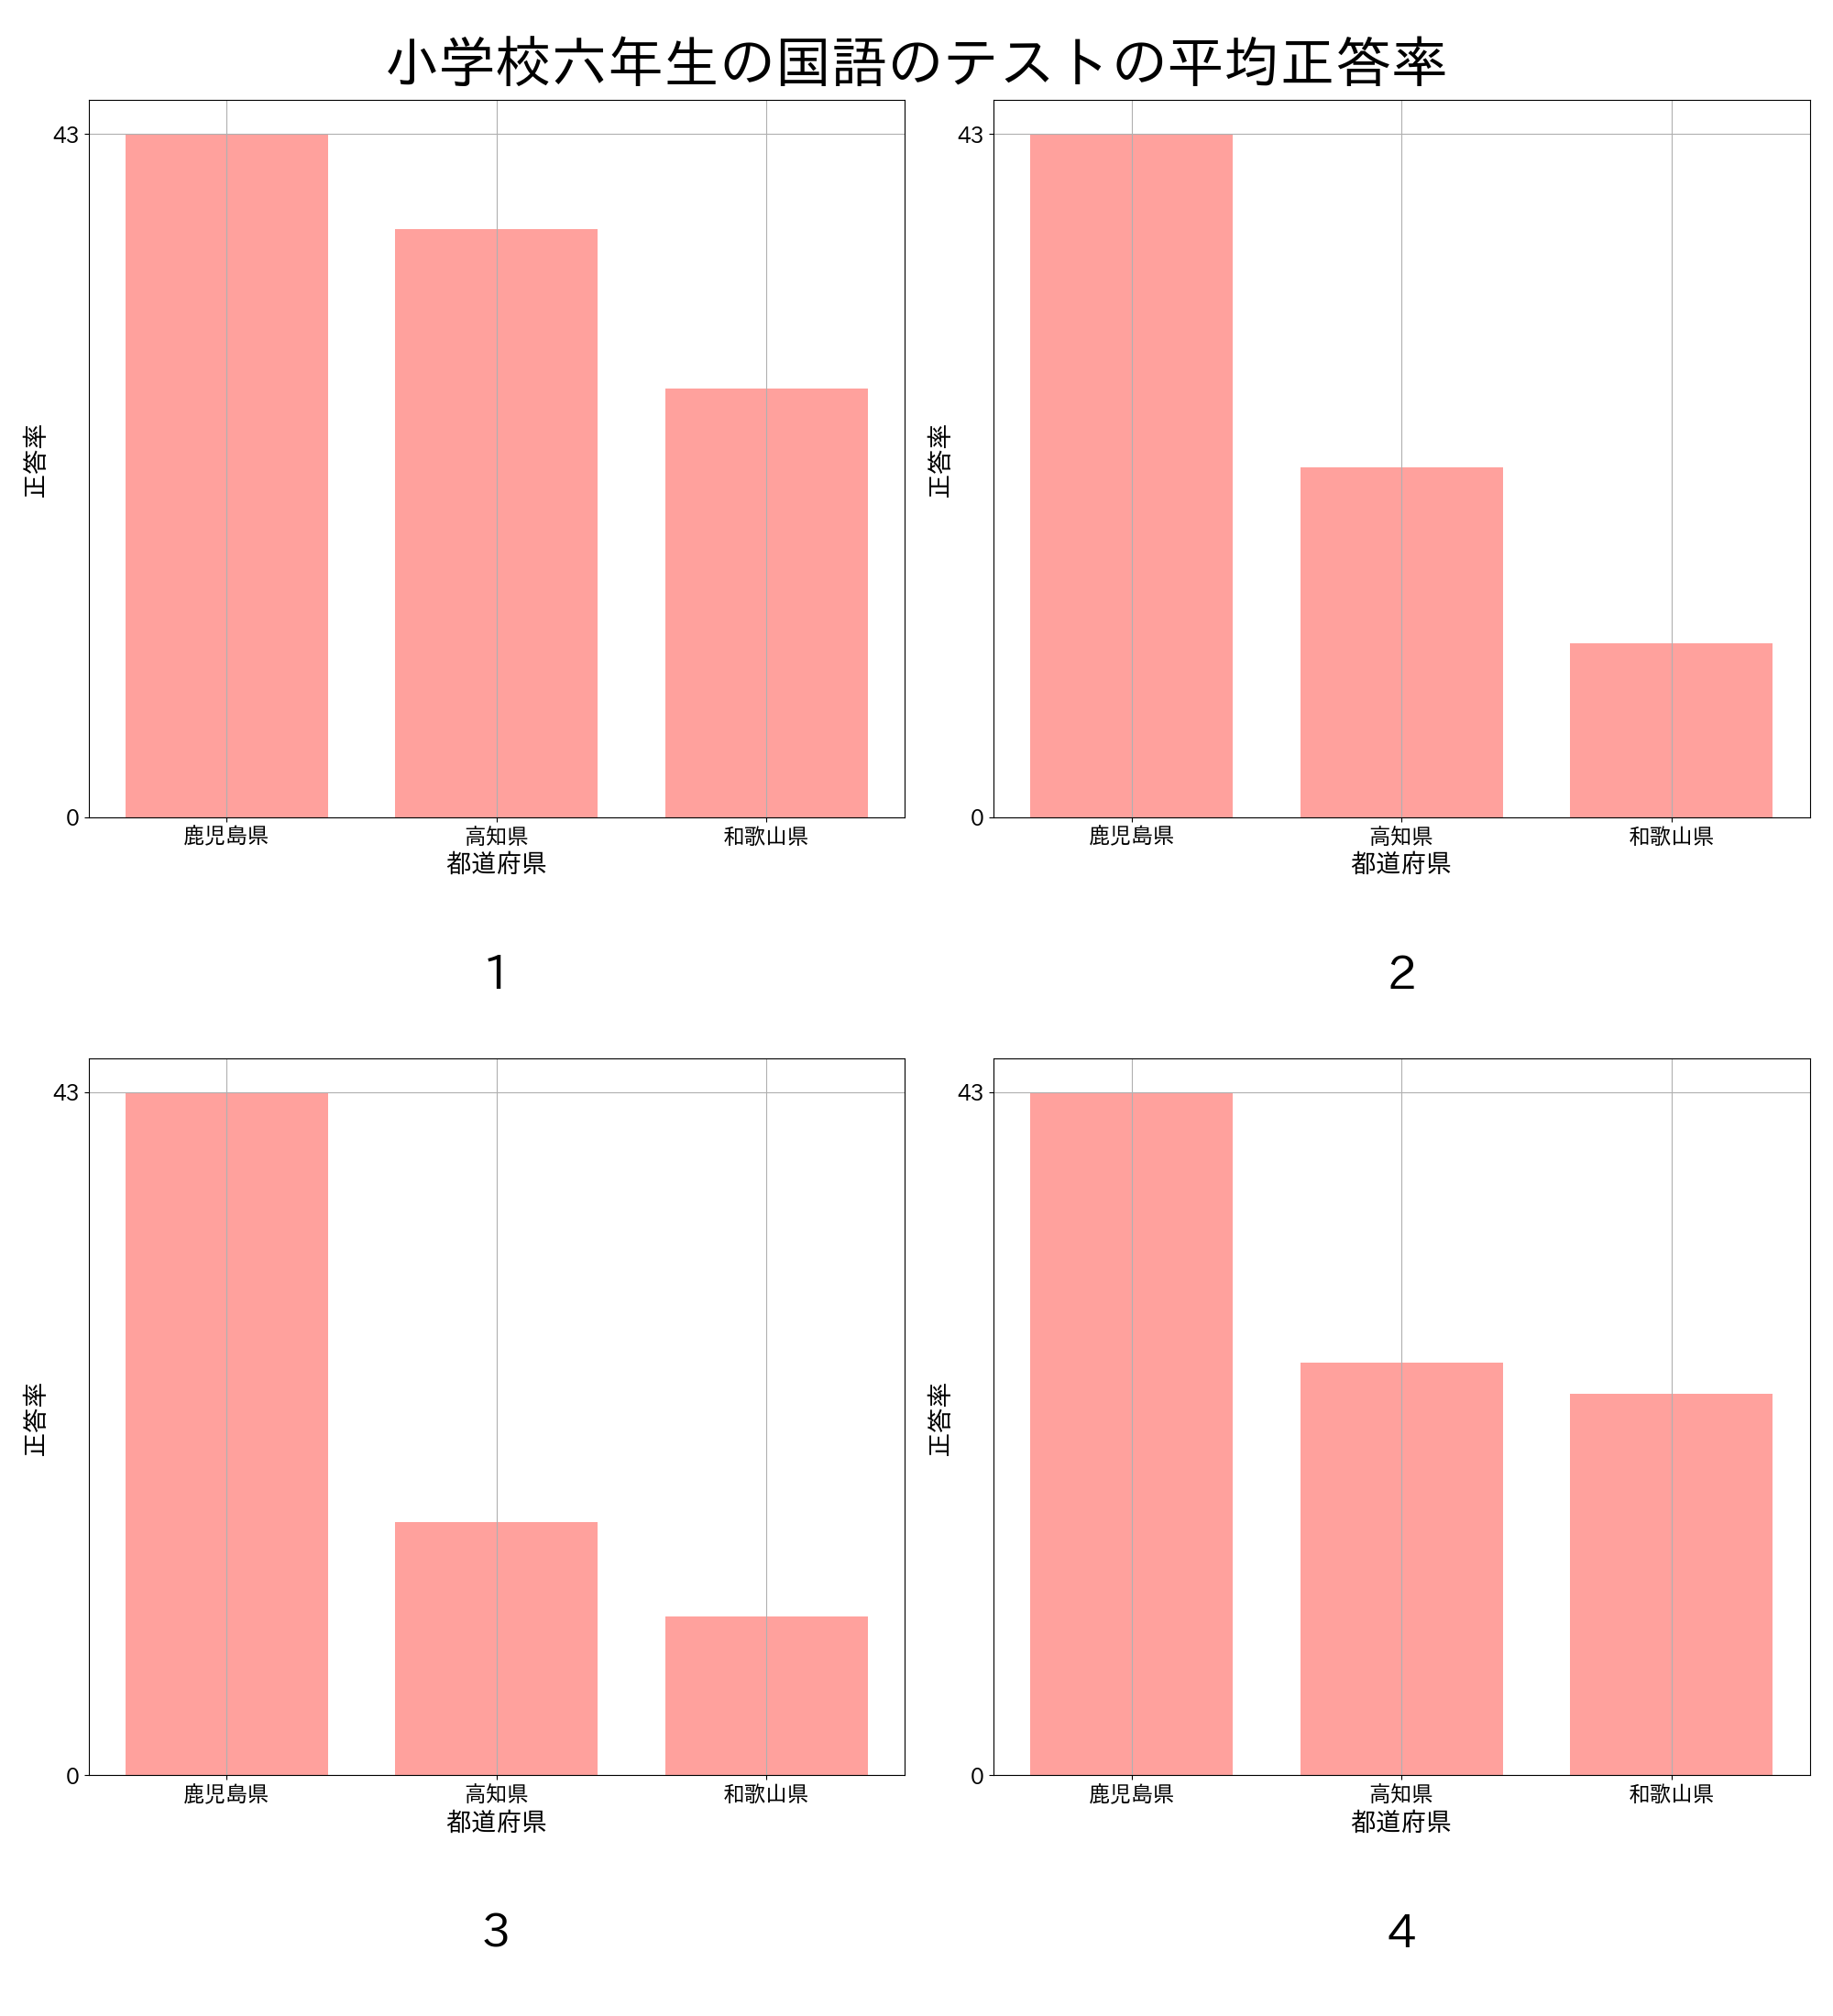 小学校六年生の国語のテストの平均正答率
43
0
正答率
鹿児島県 高知県 和歌山県
都道府県
1
43
0
正答率
鹿児島県 高知県 和歌山県
都道府県
2
43
0
正答率
鹿児島県 高知県 和歌山県
都道府県
3
43
0
正答率
鹿児島県 高知県 和歌山県
都道府県
4